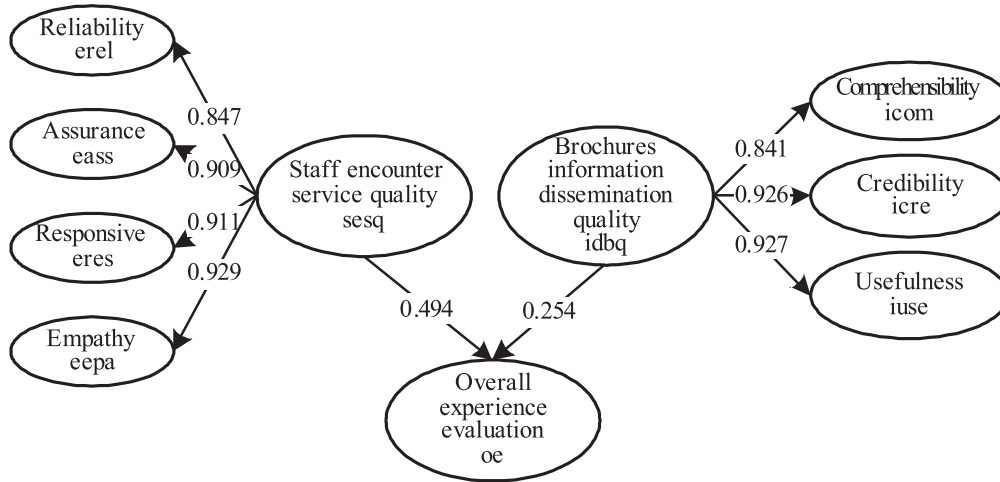 Reliability
erel
Assurance
eass
Responsive
eres
Empathy
eepa
0.847
0.909
0.911
0.929
Staff encounter
service quality
sesq
Brochures
information
dissemination
quality
idbq
0.841
0.926
0.927
Comprehensibility
icom
Credibility
icre
Usefulness
iuse
0.494
0.254
Overall
experience
evaluation
oe